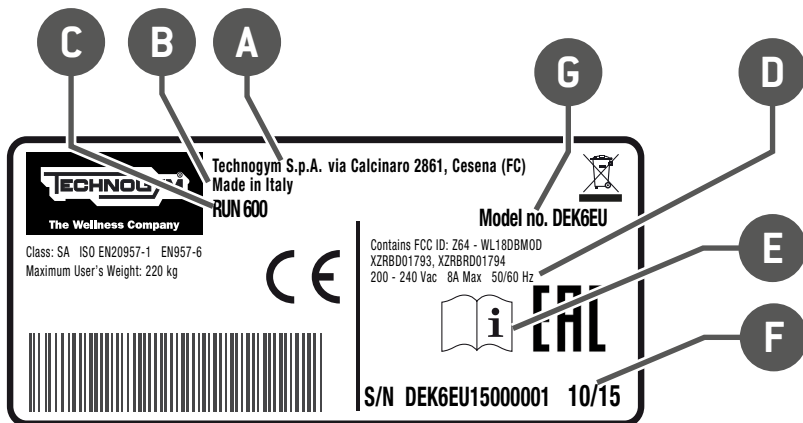 C B A G D
TECHNOGYM
The Wellness Company
Technogym S.p.A. via Calcinaro 2861, Cesena (FC)
Made in Italy
RUN 600
Model no. DEK6EU
Class: SA ISO EN20957-1 EN957-6
Maximum User's Weight: 220 kg
CE
Contains FCC ID: Z64 - WL18DBMOD
XZRBD01793, XZRBRD01794
200 - 240 Vac 8A Max 50/60 Hz
E
i
EAC
F
S/N DEK6EU15000001 10/15